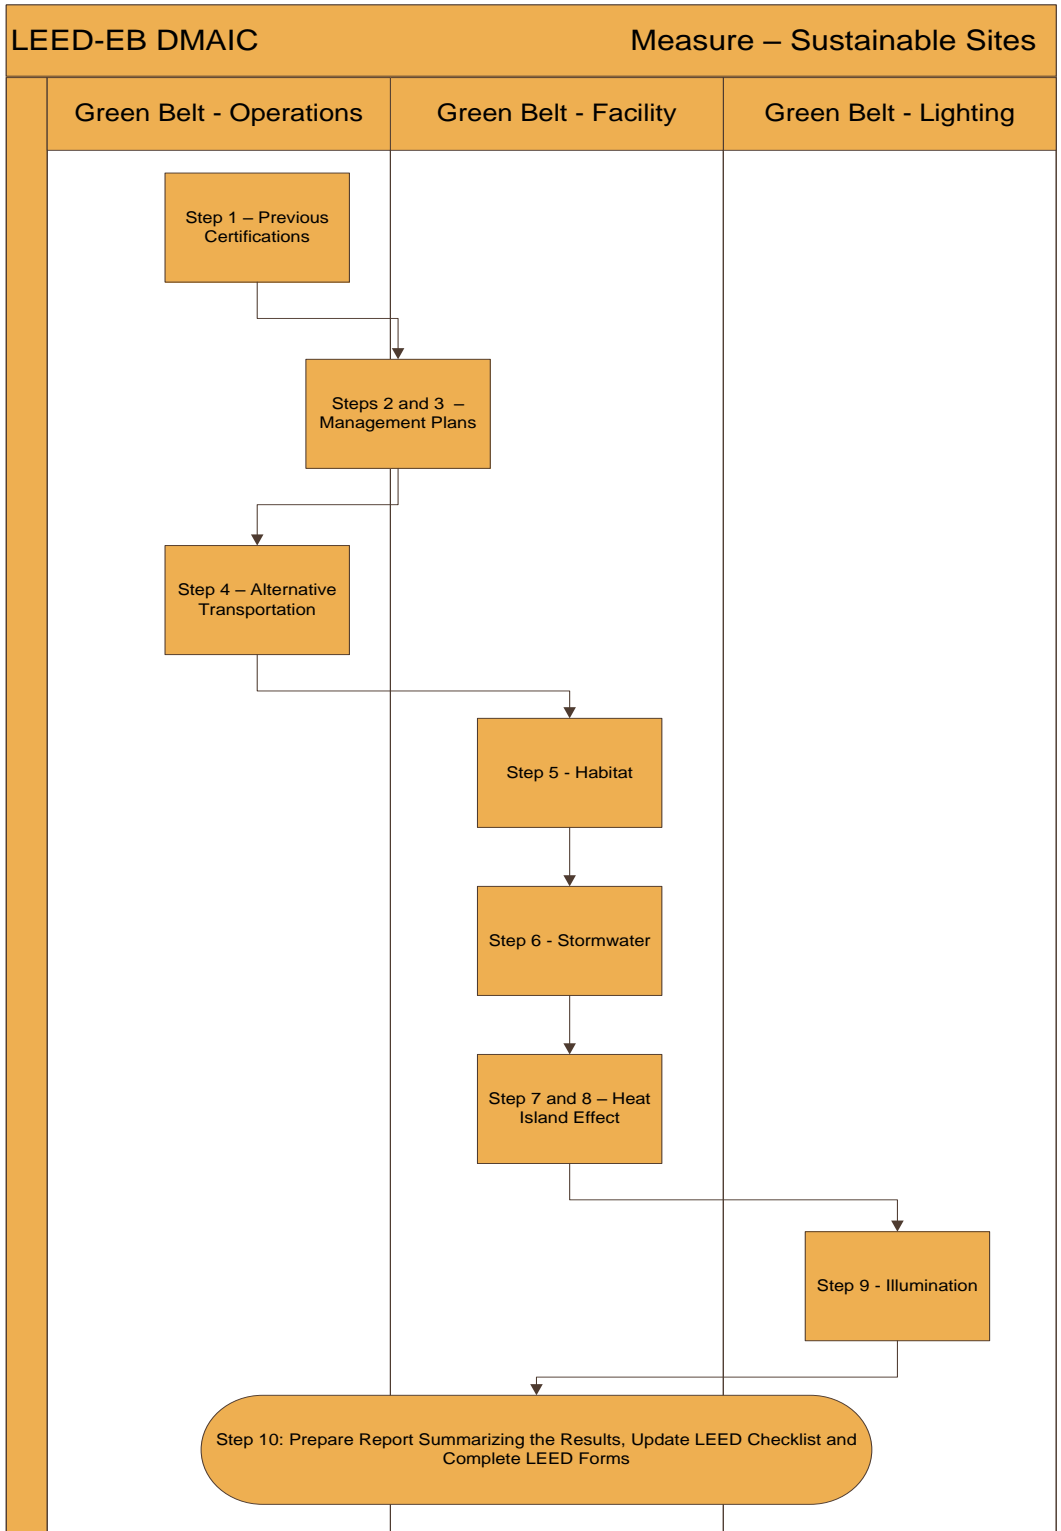 LEED-EB DMAIC
Measure – Sustainable Sites
Green Belt - Operations
Green Belt - Facility
Green Belt - Lighting
Step 1 – Previous
Certifications
Steps 2 and 3 –
Management Plans
Step 4 – Alternative
Transportation
Step 5 - Habitat
Step 6 - Stormwater
Step 7 and 8 – Heat
Island Effect
Step 9 - Illumination
Step 10: Prepare Report Summarizing the Results, Update LEED Checklist and
Complete LEED Forms